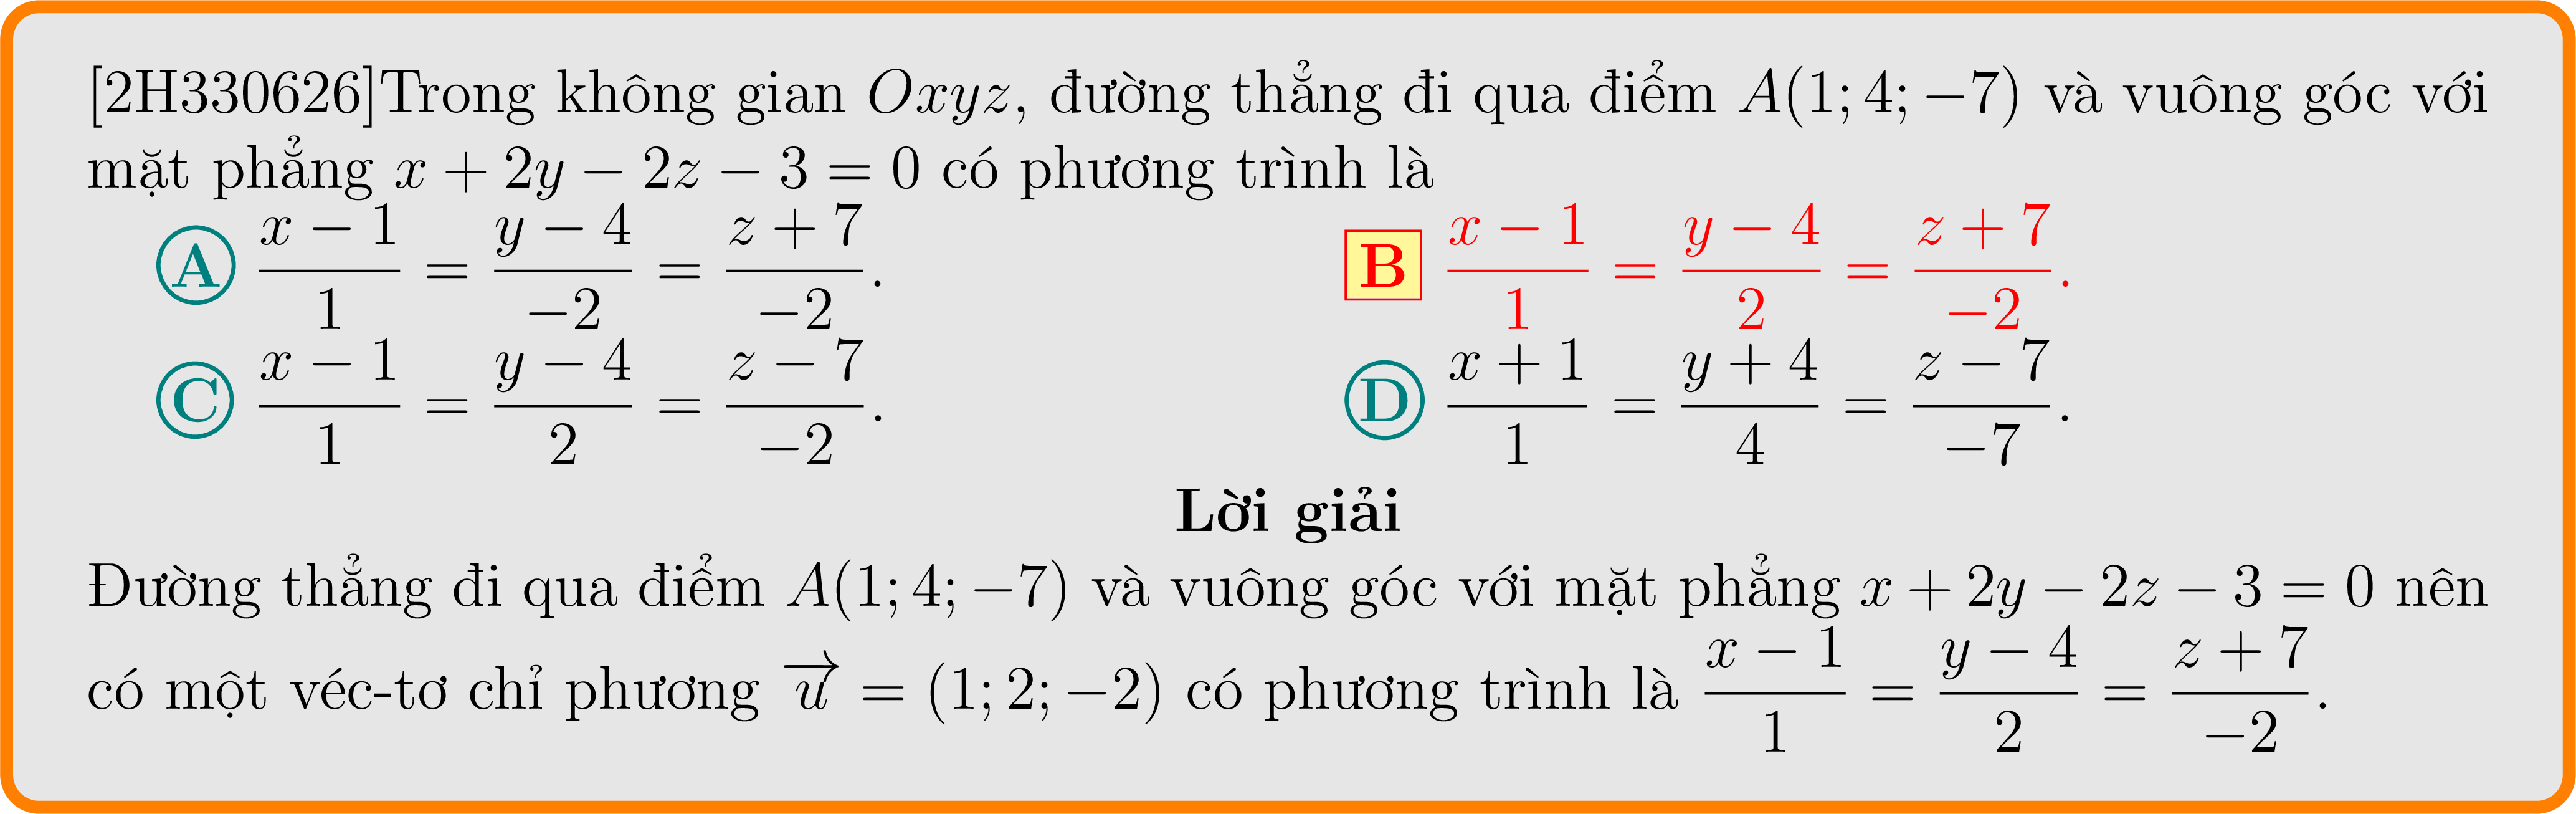 [2H330626]Trong không gian $Oxyz$, đường thẳng đi qua điểm $A(1; 4; -7)$ và vuông góc với
mặt phẳng $x + 2y - 2z - 3 = 0$ có phương trình là
A $\frac{x-1}{1} = \frac{y-4}{-2} = \frac{z+7}{-2}$. B $\frac{x-1}{1} = \frac{y-4}{2} = \frac{z+7}{-2}$.
C $\frac{x-1}{1} = \frac{y-4}{2} = \frac{z-7}{-2}$. D $\frac{x+1}{1} = \frac{y+4}{4} = \frac{z-7}{-7}$.
Lời giải
Đường thẳng đi qua điểm $A(1; 4; -7)$ và vuông góc với mặt phẳng $x + 2y - 2z - 3 = 0$ nên
có một véc-tơ chỉ phương $\overrightarrow{u} = (1; 2; -2)$ có phương trình là $\frac{x-1}{1} = \frac{y-4}{2} = \frac{z+7}{-2}$.